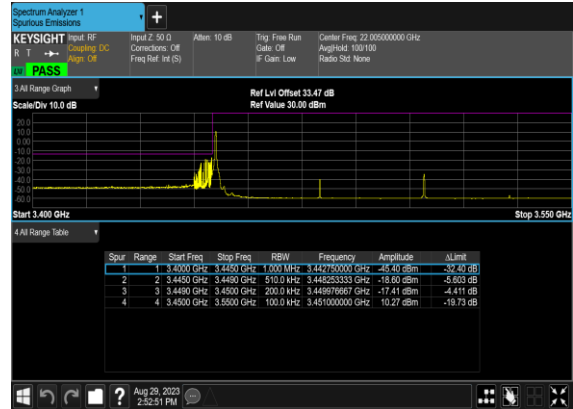 Spectrum Analyzer 1
Spurious Emissions
KEYSIGHT Input: RF Input Z: 50 Ω Atten: 10 dB Trig: Free Run Center Freq: 22.005000000 GHz
R T Coupling: DC Corrections: Off Gate: Off Avg|Hold: 100/100
Align: Off Freq Ref: Int (S) IF Gain: Low Radio Std: None
PASS
3 All Range Graph
Ref Lvl Offset 33.47 dB
Scale/Div 10.0 dB Ref Value 30.00 dBm
20.0
10.0
0.00
-10.0
-20.0
-30.0
-40.0
-50.0
-60.0
Start 3.400 GHz Stop 3.550 GHz
4 All Range Table
Spur Range Start Freq Stop Freq RBW Frequency Amplitude ΔLimit
1 1 3.4000 GHz 3.4450 GHz 1.000 MHz 3.442750000 GHz -45.40 dBm -32.40 dB
2 2 3.4450 GHz 3.4490 GHz 510.0 kHz 3.448253333 GHz -18.60 dBm -5.603 dB
3 3 3.4490 GHz 3.4500 GHz 200.0 kHz 3.449976667 GHz -17.41 dBm -4.411 dB
4 4 3.4500 GHz 3.5500 GHz 100.0 kHz 3.451000000 GHz 10.27 dBm -19.73 dB
? Aug 29, 2023
2:52:51 PM